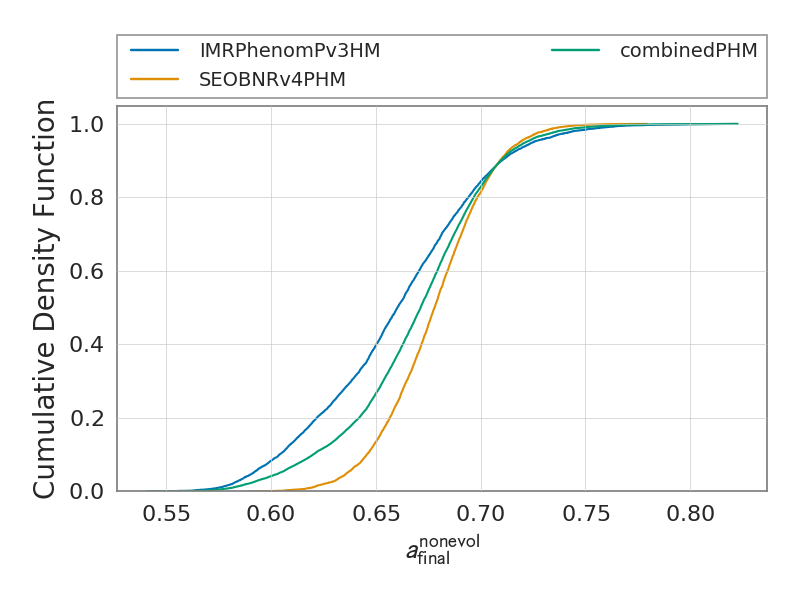 IMRPhenomPv3HM
SEOBNRv4PHM
combinedPHM
Cumulative Density Function
1.0
0.8
0.6
0.4
0.2
0.0
0.55 0.60 0.65 0.70 0.75 0.80
a_final^nonevol